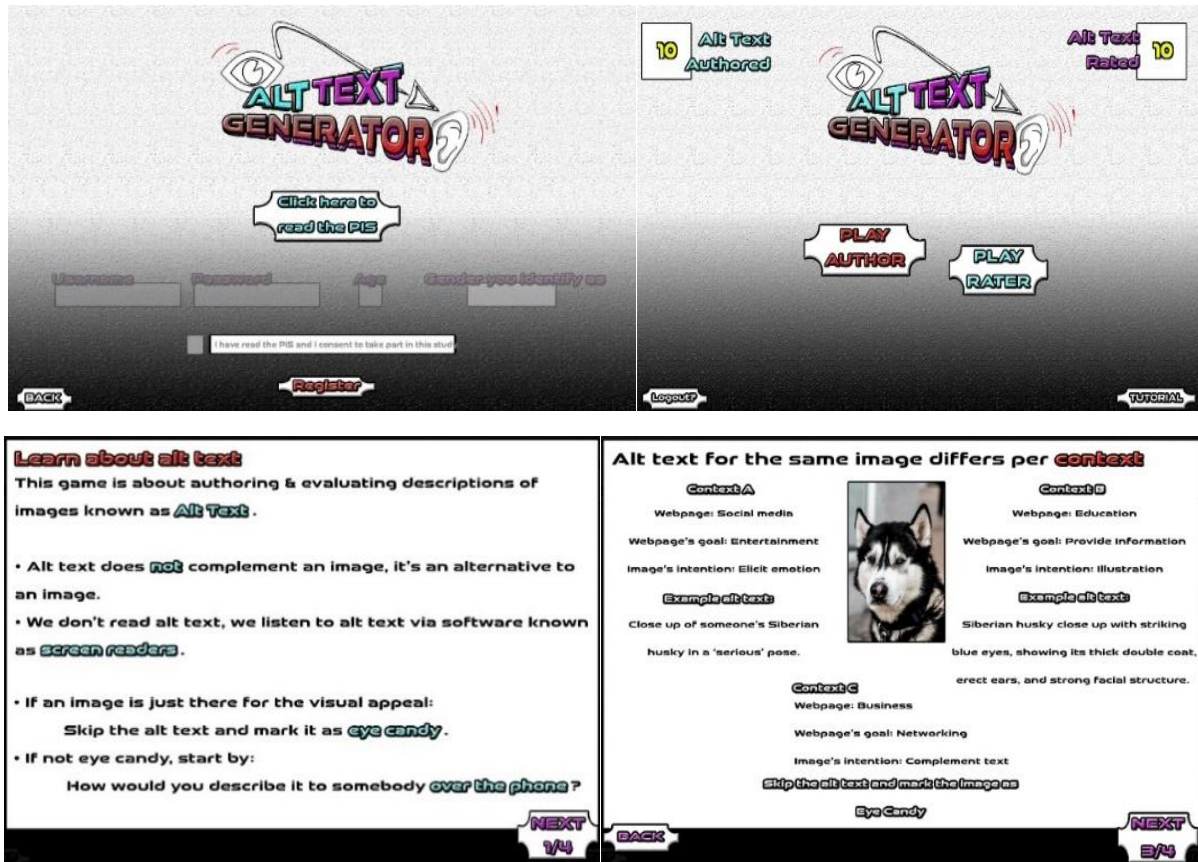 ALT TEXT
GENERATOR
Click here to
read the PIS
Username
Password
Age
Gender you identify as
I have read the PIS and I consent to take part in this study
Register
BACK
10
Alt Text
Authored
Alt Text
Rated
10
ALT TEXT
GENERATOR
PLAY
AUTHOR
PLAY
RATER
Logout?
TUTORIAL
Learn about alt text
This game is about authoring & evaluating descriptions of
images known as Alt Text.
• Alt text does not complement an image, it's an alternative to
an image.
• We don't read alt text, we listen to alt text via software known
as screen readers.
• If an image is just there for the visual appeal:
Skip the alt text and mark it as eye candy.
• If not eye candy, start by:
How would you describe it to somebody over the phone?
NEXT
1/4
Alt text for the same image differs per context
Context A
Webpage: Social media
Webpage's goal: Entertainment
Image's intention: Elicit emotion
Example alt text:
Close up of someone's Siberian
husky in a 'serious' pose.
Context B
Webpage: Education
Webpage's goal: Provide Information
Image's intention: Illustration
Example alt text:
Siberian husky close up with striking
blue eyes, showing its thick double coat,
erect ears, and strong facial structure.
Context C
Webpage: Business
Webpage's goal: Networking
Image's intention: Complement text
Skip the alt text and mark the image as
Eye Candy
BACK
NEXT
3/4